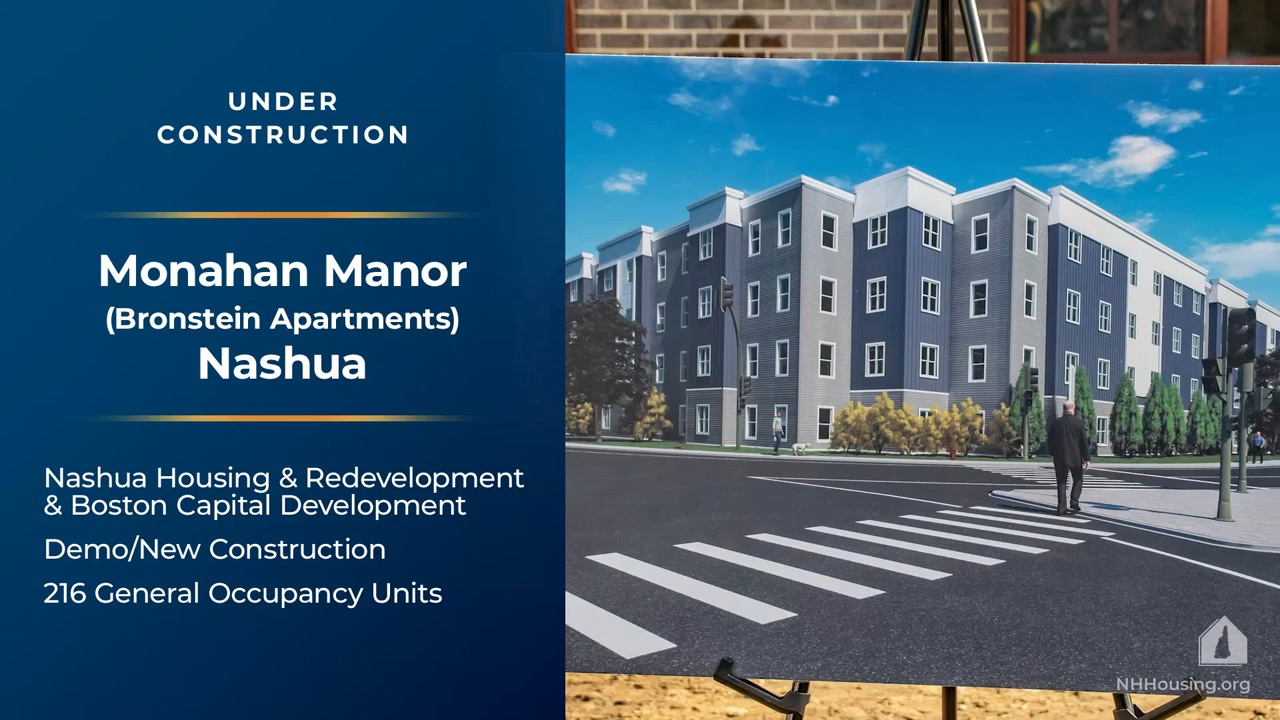 UNDER
CONSTRUCTION
Monahan Manor
(Bronstein Apartments)
Nashua
Nashua Housing & Redevelopment
& Boston Capital Development
Demo/New Construction
216 General Occupancy Units
NHHousing.org